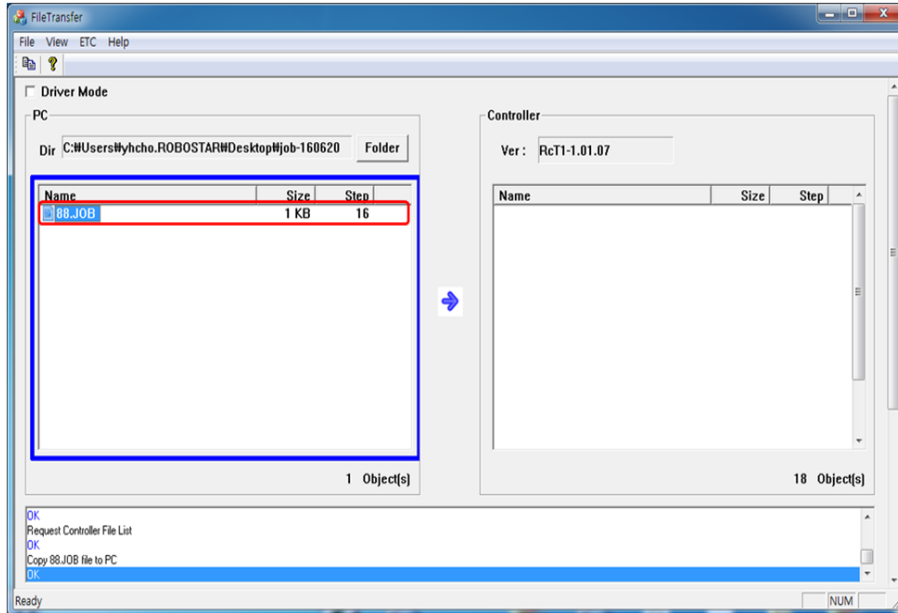 FileTransfer
File View ETC Help
Driver Mode
PC
Dir C:₩Users₩yhcho.ROBOSTAR₩Desktop₩job-160620 Folder
Name Size Step
88.JOB 1 KB 16
1 Object(s)
Controller
Ver : RcT1-1.01.07
Name Size Step
18 Object(s)
OK
Request Controller File List
OK
Copy 88.JOB file to PC
OK
Ready NUM